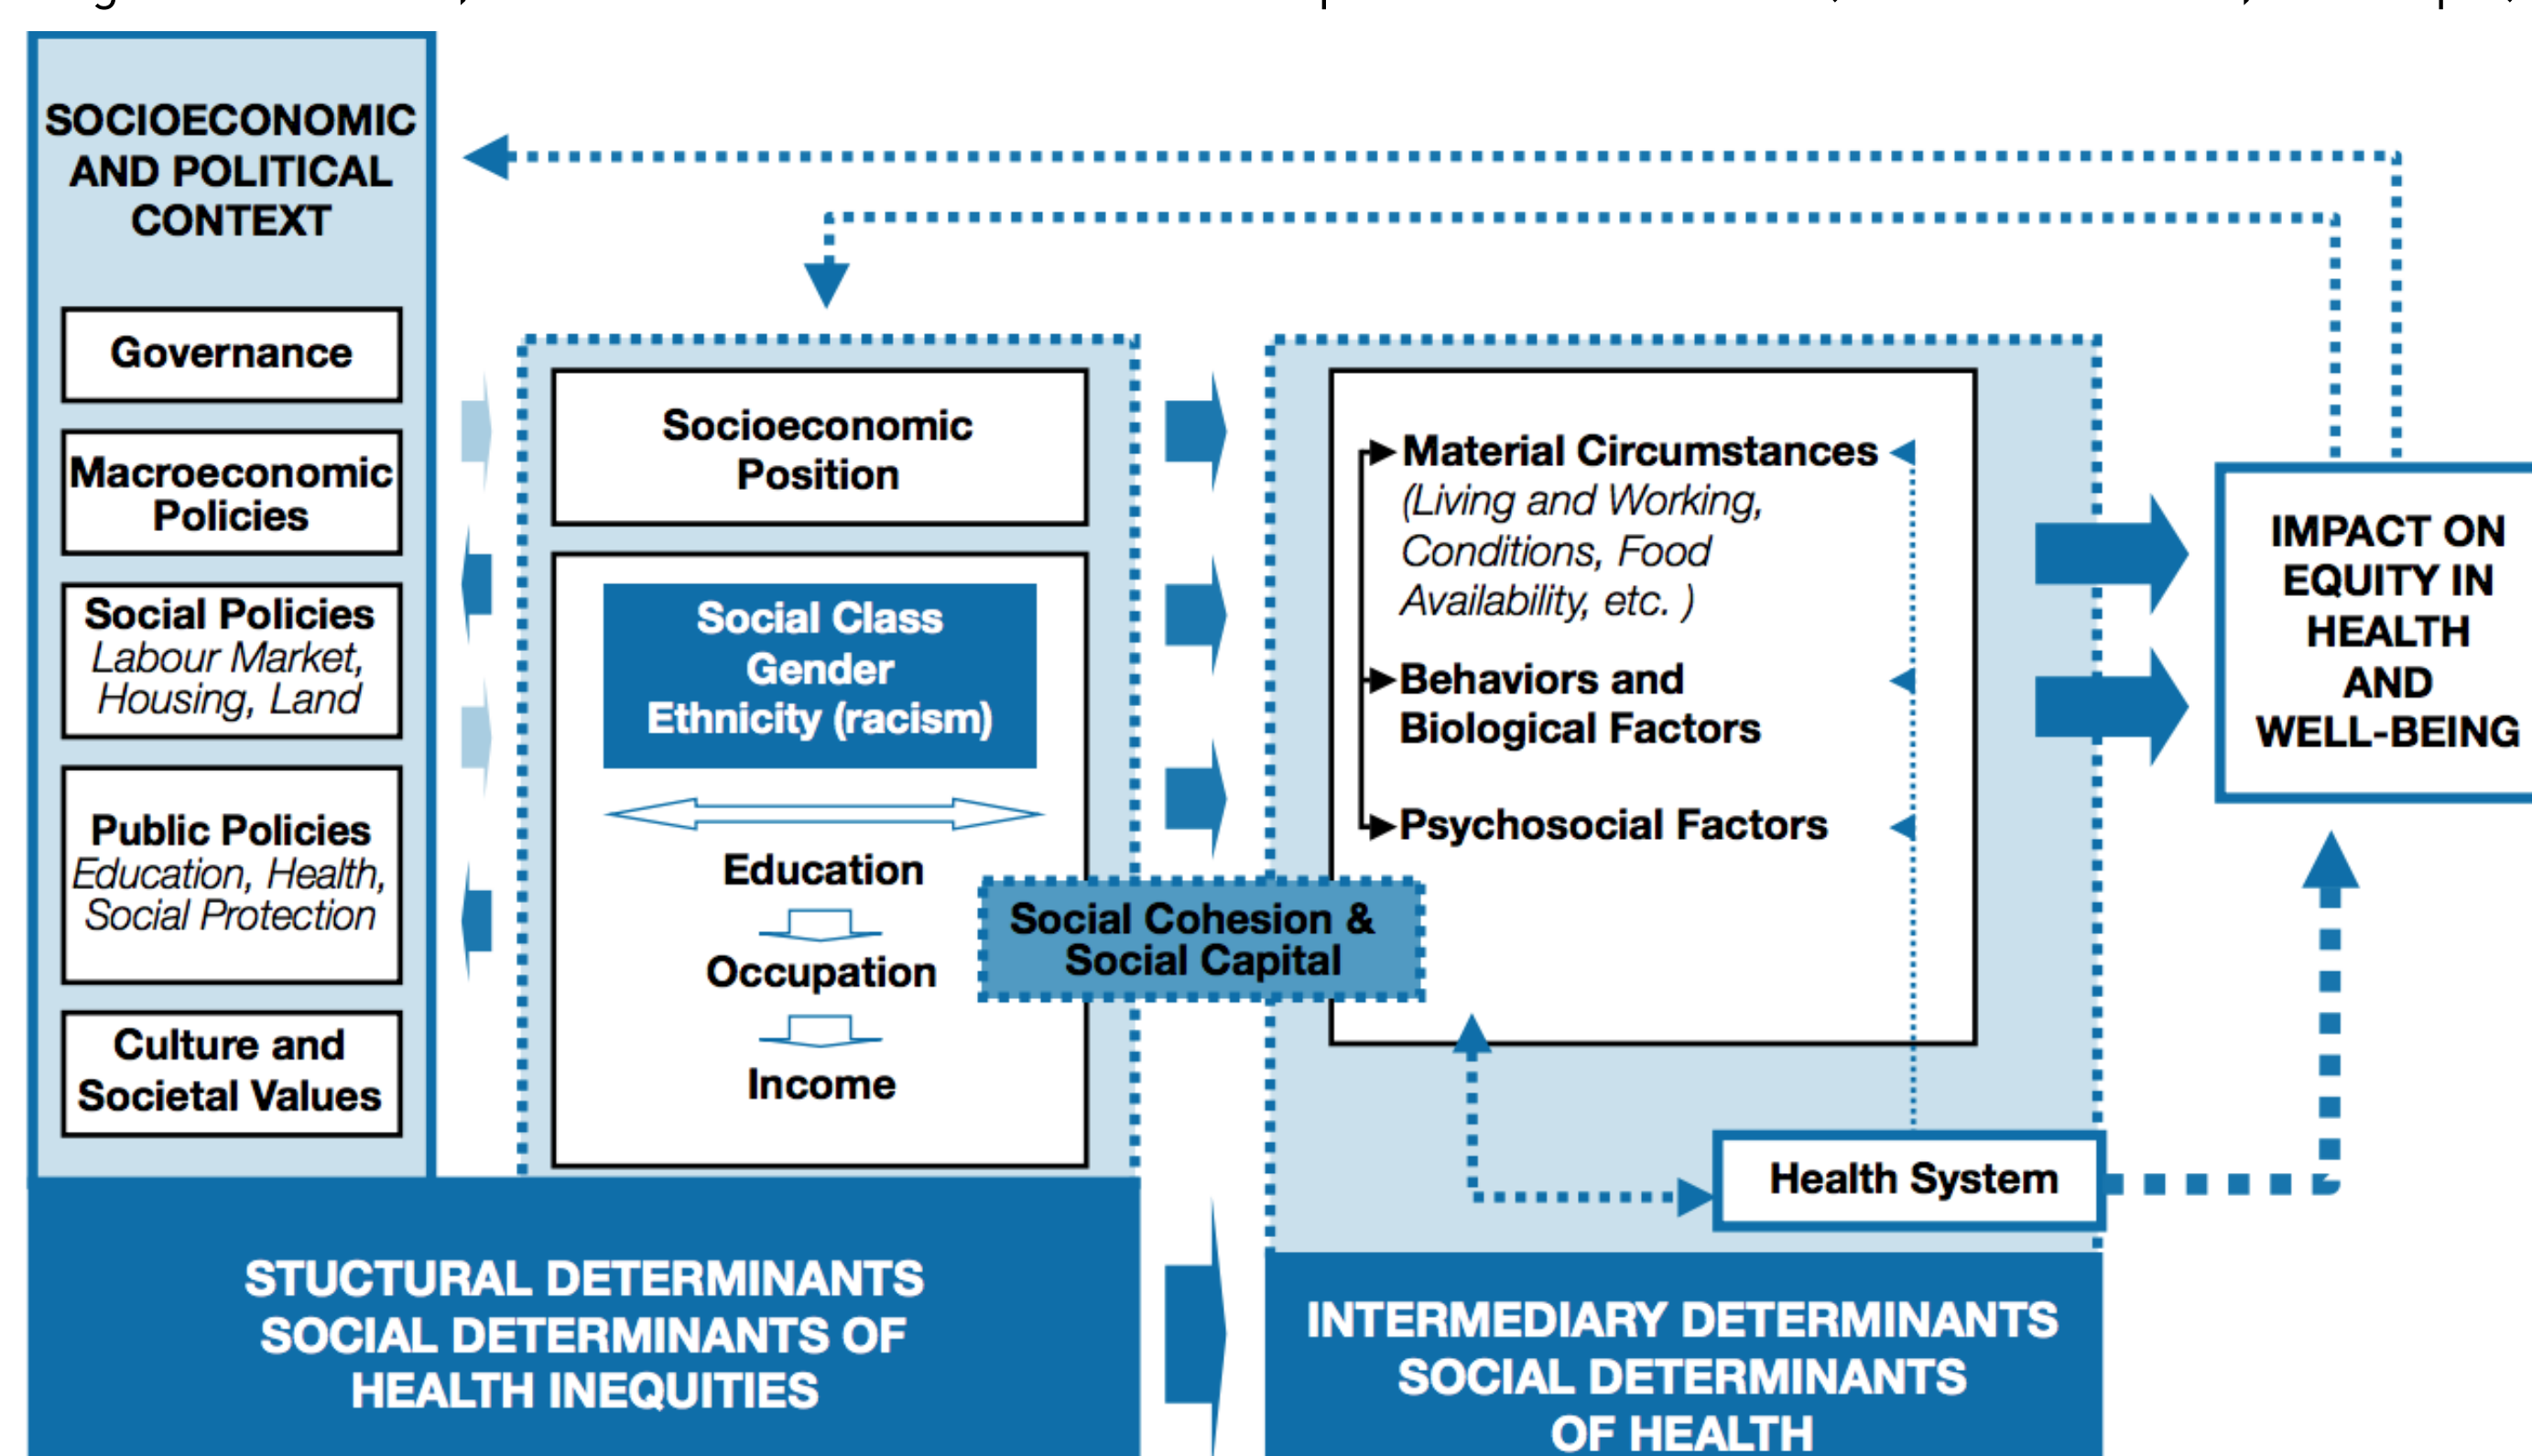 SOCIOECONOMIC
AND POLITICAL
CONTEXT
Governance
Macroeconomic
Policies
Social Policies
Labour Market,
Housing, Land
Public Policies
Education, Health,
Social Protection
Culture and
Societal Values
Socioeconomic
Position
Social Class
Gender
Ethnicity (racism)
Education
Occupation
Income
Social Cohesion &
Social Capital
Material Circumstances
(Living and Working,
Conditions, Food
Availability, etc. )
Behaviors and
Biological Factors
Psychosocial Factors
Health System
IMPACT ON
EQUITY IN
HEALTH
AND
WELL-BEING
STUCTURAL DETERMINANTS
SOCIAL DETERMINANTS OF
HEALTH INEQUITIES
INTERMEDIARY DETERMINANTS
SOCIAL DETERMINANTS
OF HEALTH